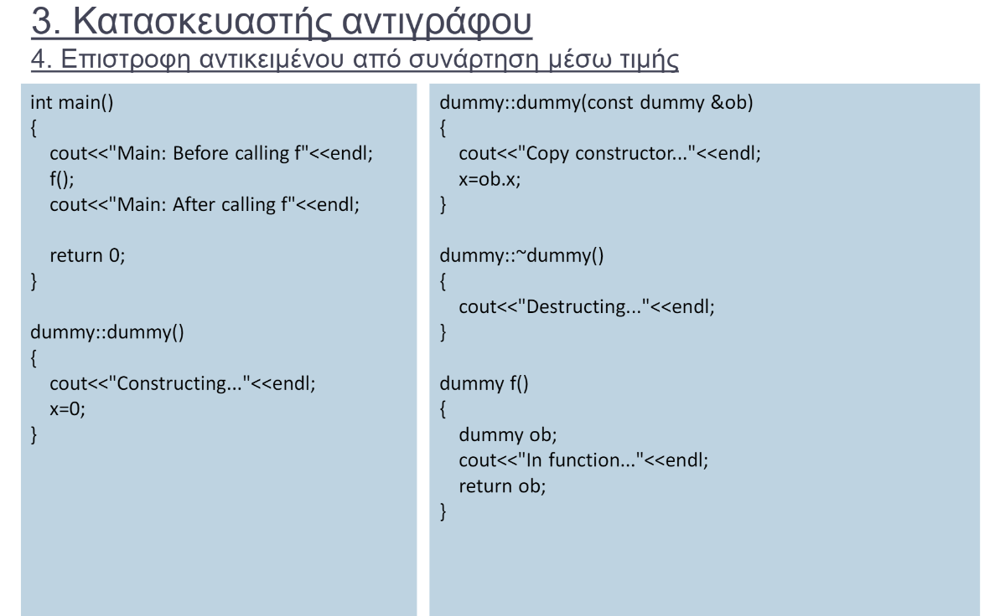 3. Κατασκευαστής αντιγράφου
4. Επιστροφη αντικειμένου από συνάρτηση μέσω τιμής
int main()
{
    cout<<"Main: Before calling f"<<endl;
    f();
    cout<<"Main: After calling f"<<endl;

    return 0;
}

dummy::dummy()
{
    cout<<"Constructing..."<<endl;
    x=0;
}
dummy::dummy(const dummy &ob)
{
    cout<<"Copy constructor..."<<endl;
    x=ob.x;
}

dummy::~dummy()
{
    cout<<"Destructing..."<<endl;
}

dummy f()
{
    dummy ob;
    cout<<"In function..."<<endl;
    return ob;
}